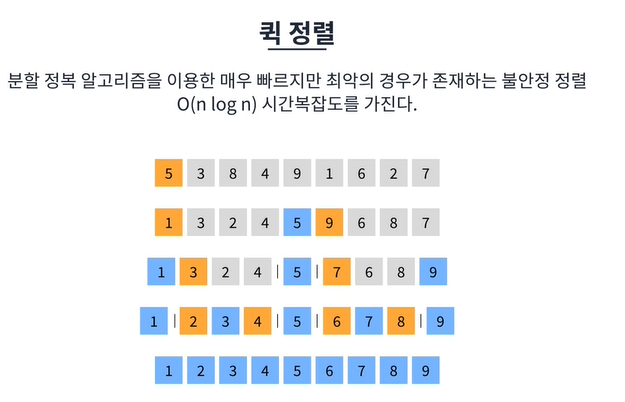 퀵 정렬
분할 정복 알고리즘을 이용한 매우 빠르지만 최악의 경우가 존재하는 불안정 정렬
O(n log n) 시간복잡도를 가진다.
5 3 8 4 9 1 6 2 7
1 3 2 4 5 9 6 8 7
1 3 2 4 | 5 | 7 6 8 9
1 | 2 3 4 | 5 | 6 7 8 | 9
1 2 3 4 5 6 7 8 9